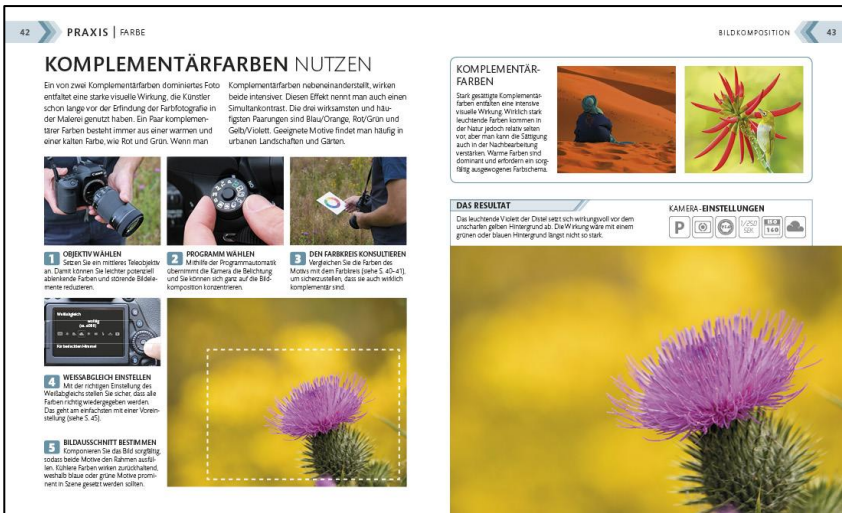 42
PRAXIS | FARBE
KOMPLEMENTÄRFARBEN NUTZEN
Ein von zwei Komplementärfarben dominiertes Foto
entfaltet eine starke visuelle Wirkung, die Künstler
schon lange vor der Erfindung der Farbfotografie in
der Malerei genutzt haben. Ein Paar komplemen-
tärer Farben besteht immer aus einer warmen und
einer kalten Farbe, wie Rot und Grün. Wenn man
Komplementärfarben nebeneinanderstellt, wirken
beide intensiver. Diesen Effekt nennt man auch einen
Simultankontrast. Die drei wirksamsten und häu-
figsten Paarungen sind Blau/Orange, Rot/Grün und
Gelb/Violett. Geeignete Motive findet man häufig in
urbanen Landschaften und Gärten.
1 OBJEKTIV WÄHLEN
Setzen Sie ein mittleres Teleobjektiv
an. Damit können Sie leichter potenziell
ablenkende Farben und störende Bildele-
mente reduzieren.
2 PROGRAMM WÄHLEN
Mithilfe der Programmautomatik
übernimmt die Kamera die Belichtung
und Sie können sich ganz auf die Bild-
komposition konzentrieren.
3 DEN FARBKREIS KONSULTIEREN
Vergleichen Sie die Farben des
Motivs mit dem Farbkreis (siehe S. 40–41),
um sicherzustellen, dass sie auch wirklich
komplementär sind.
Weißabgleich
4 WEISSABGLEICH EINSTELLEN
Mit der richtigen Einstellung des
Weißabgleichs stellen Sie sicher, dass alle
Farben richtig wiedergegeben werden.
Das geht am einfachsten mit einer Vorein-
stellung (siehe S. 45).
5 BILDAUSSCHNITT BESTIMMEN
Komponieren Sie das Bild sorgfältig,
sodass beide Motive den Rahmen ausfül-
len. Kühlere Farben wirken zurückhaltend,
weshalb blaue oder grüne Motive promi-
nent in Szene gesetzt werden sollten.
BILDKOMPOSITION
43
KOMPLEMENTÄR-
FARBEN
Stark gesättigte Komplementär-
farben entfalten eine intensive
visuelle Wirkung. Wirklich stark
leuchtende Farben kommen in
der Natur jedoch relativ selten
vor, aber man kann die Sättigung
auch in der Nachbearbeitung
verstärken. Warme Farben sind
dominant und erfordern ein sorg-
fältig ausgewogenes Farbschema.
DAS RESULTAT
Das leuchtende Violett der Distel setzt sich wirkungsvoll vor dem
unscharfen gelben Hintergrund ab. Die Wirkung wäre mit einem
grünen oder blauen Hintergrund längst nicht so stark.
KAMERA-EINSTELLUNGEN
P
1/250
SEK
ISO
160